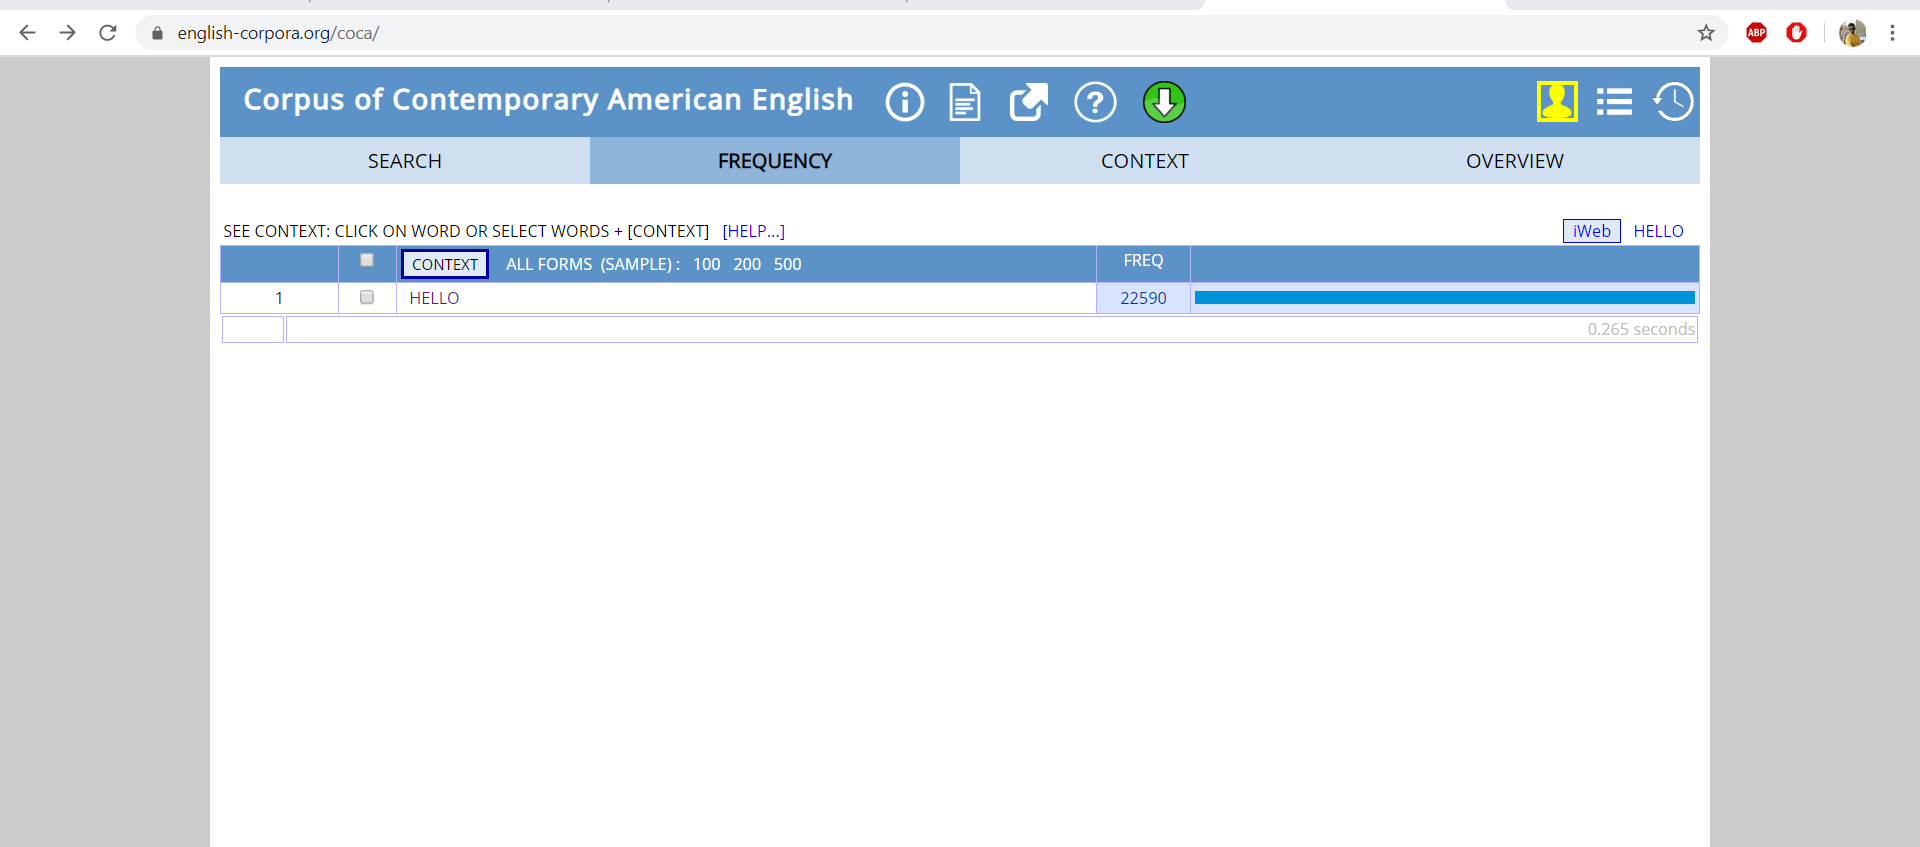 english-corpora.org/coca/
ABP
Corpus of Contemporary American English
SEARCH FREQUENCY CONTEXT OVERVIEW
SEE CONTEXT: CLICK ON WORD OR SELECT WORDS + [CONTEXT] [HELP...] iWeb HELLO
CONTEXT ALL FORMS (SAMPLE) : 100 200 500 FREQ
1 HELLO 22590
0.265 seconds